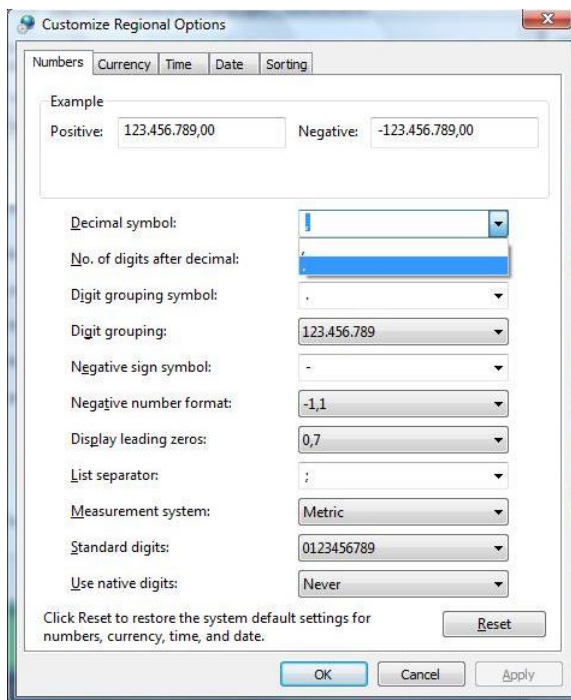 Customize Regional Options
Numbers Currency Time Date Sorting
Example
Positive: 123.456.789,00 Negative: -123.456.789,00
Decimal symbol: ,
,
.
No. of digits after decimal:
Digit grouping symbol: .
Digit grouping: 123.456.789
Negative sign symbol: -
Negative number format: -1,1
Display leading zeros: 0,7
List separator: ;
Measurement system: Metric
Standard digits: 0123456789
Use native digits: Never
Click Reset to restore the system default settings for
numbers, currency, time, and date. Reset
OK Cancel Apply